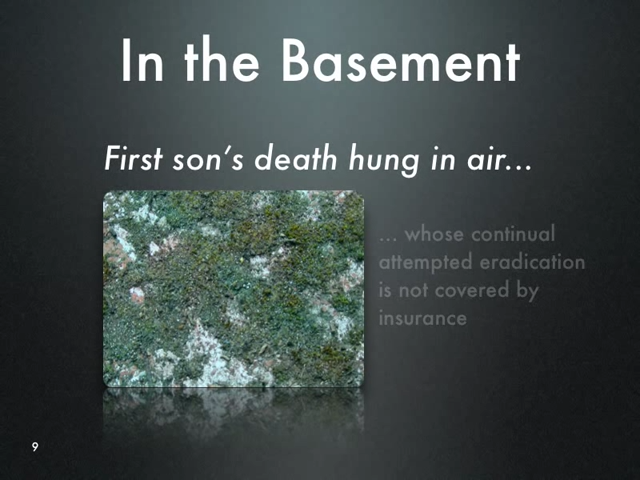 In the Basement
First son's death hung in air...
... whose continual
attempted eradication
is not covered by
insurance
9